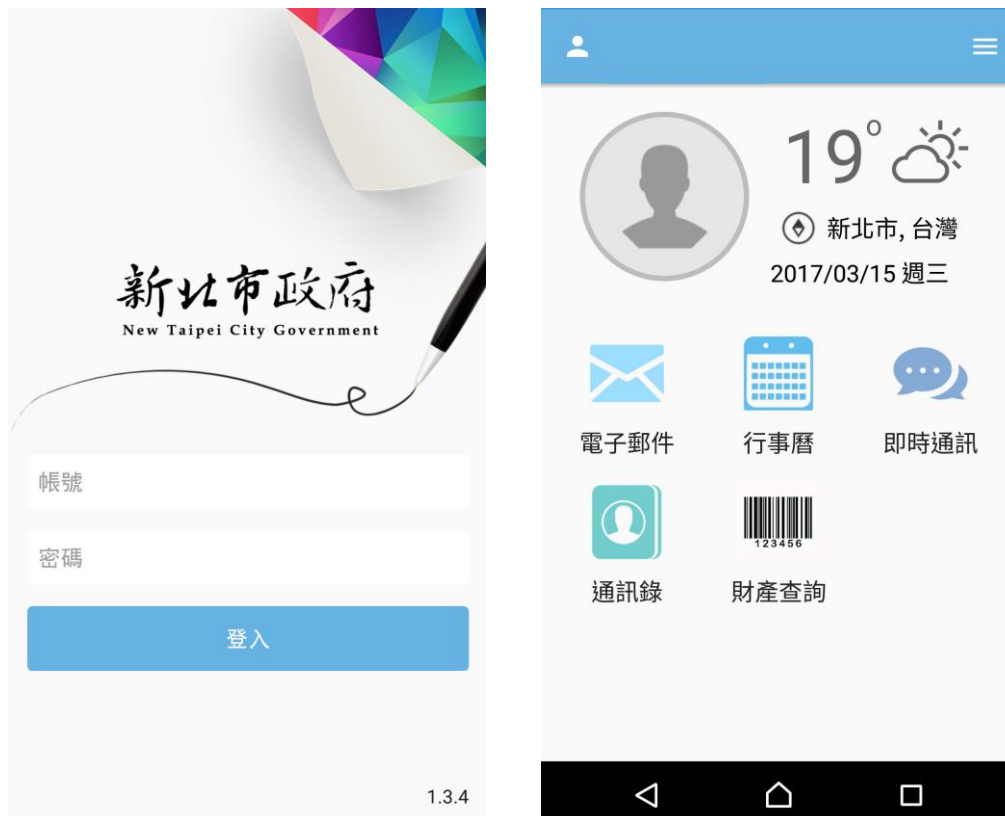 新北市政府
New Taipei City Government
帳號
密碼
登入
1.3.4
19°
新北市, 台灣
2017/03/15 週三
電子郵件
行事曆
即時通訊
123456
通訊錄
財產查詢